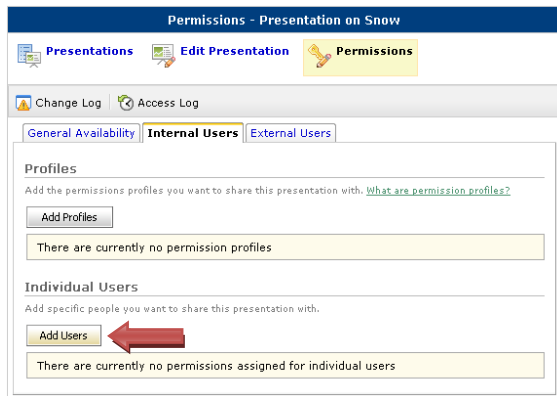 Permissions - Presentation on Snow
Presentations Edit Presentation Permissions
Change Log Access Log
General Availability Internal Users External Users
Profiles
Add the permissions profiles you want to share this presentation with. What are permission profiles?
Add Profiles
There are currently no permission profiles
Individual Users
Add specific people you want to share this presentation with.
Add Users
There are currently no permissions assigned for individual users